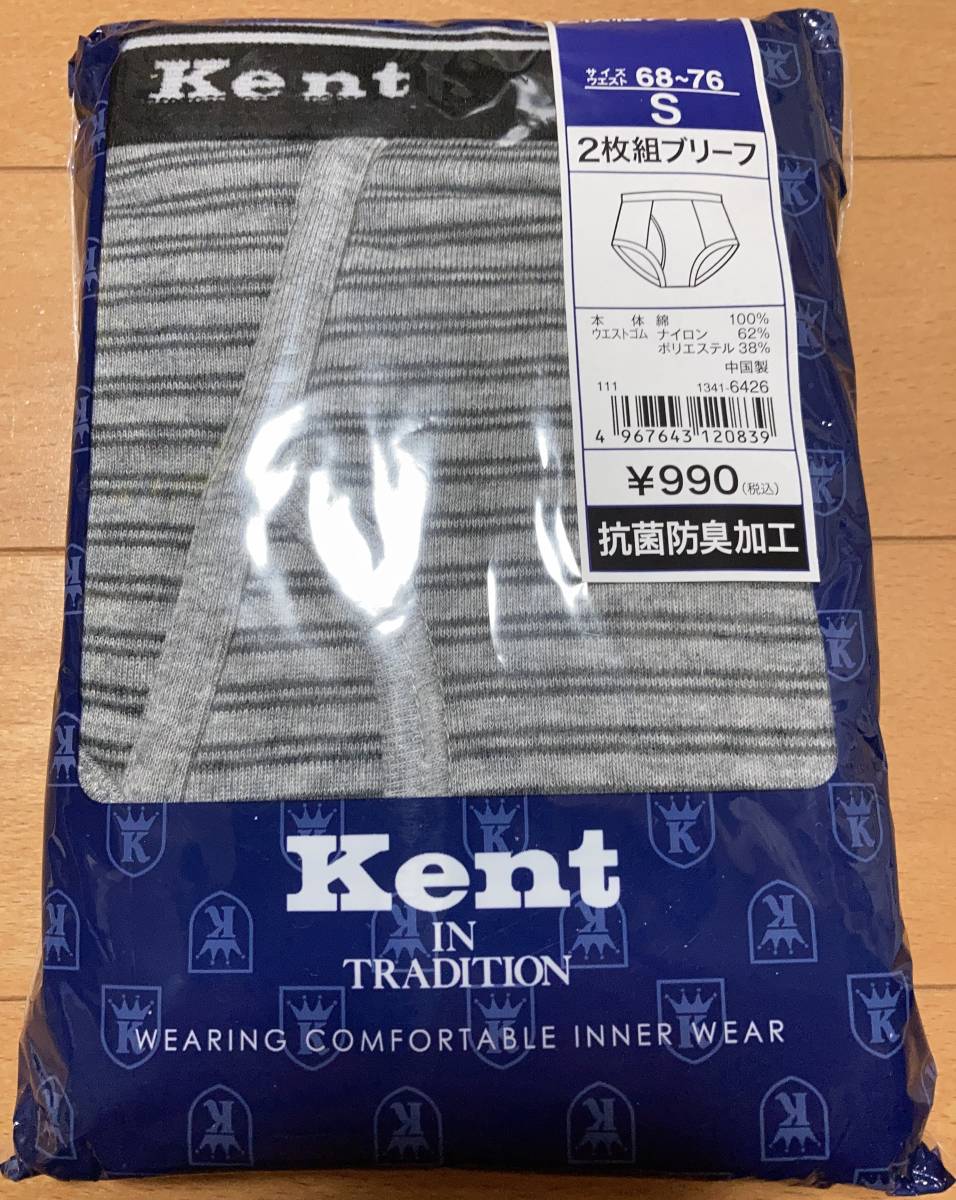 Kent
サイズ
ウエスト 68~76
S
2枚組ブリーフ
本体 綿 100%
ウエストゴム ナイロン 62%
ポリエステル 38%
中国製
111 1341-6426
4 967643 120839
¥990(税込)
抗菌防臭加工
Kent
IN
TRADITION
WEARING COMFORTABLE INNER WEAR